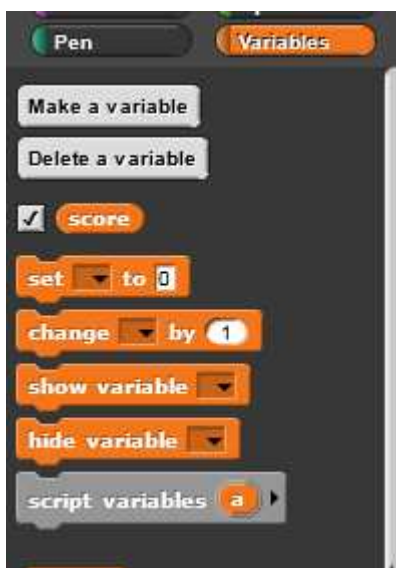 Pen Variables
Make a variable
Delete a variable
score
set to 0
change by 1
show variable
hide variable
script variables a